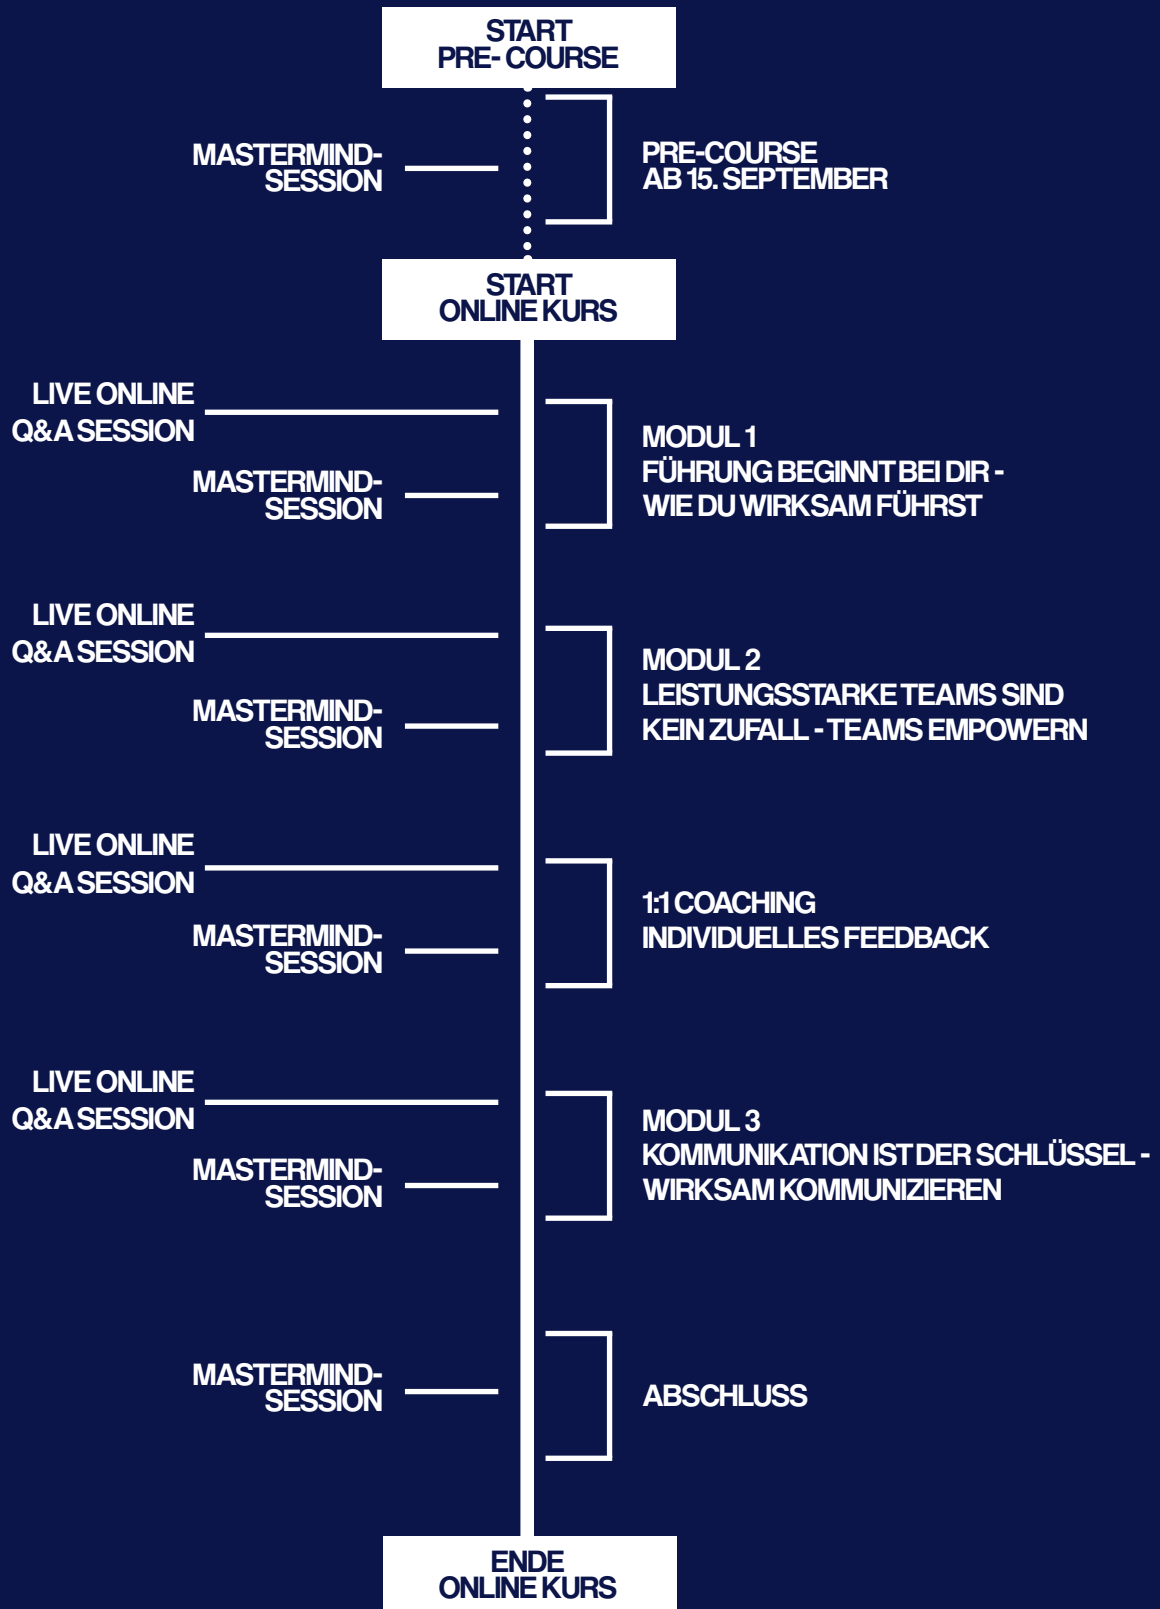 START
PRE- COURSE
MASTERMIND-
SESSION
PRE-COURSE
AB 15. SEPTEMBER
START
ONLINE KURS
LIVE ONLINE
Q&A SESSION
MASTERMIND-
SESSION
MODUL 1
FÜHRUNG BEGINNT BEI DIR -
WIE DU WIRKSAM FÜHRST
LIVE ONLINE
Q&A SESSION
MASTERMIND-
SESSION
MODUL 2
LEISTUNGSSTARKE TEAMS SIND
KEIN ZUFALL - TEAMS EMPOWERN
LIVE ONLINE
Q&A SESSION
MASTERMIND-
SESSION
1:1 COACHING
INDIVIDUELLES FEEDBACK
LIVE ONLINE
Q&A SESSION
MASTERMIND-
SESSION
MODUL 3
KOMMUNIKATION IST DER SCHLÜSSEL -
WIRKSAM KOMMUNIZIEREN
MASTERMIND-
SESSION
ABSCHLUSS
ENDE
ONLINE KURS